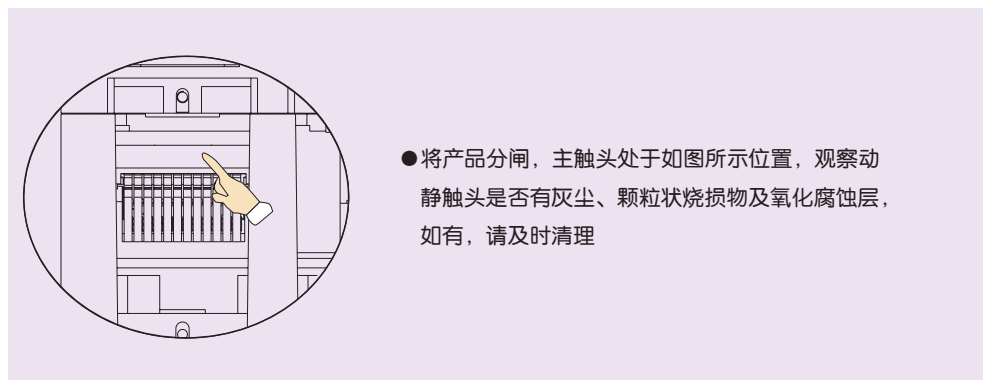 ●将产品分闸，主触头处于如图所示位置，观察动
静触头是否有灰尘、颗粒状烧损物及氧化腐蚀层，
如有，请及时清理